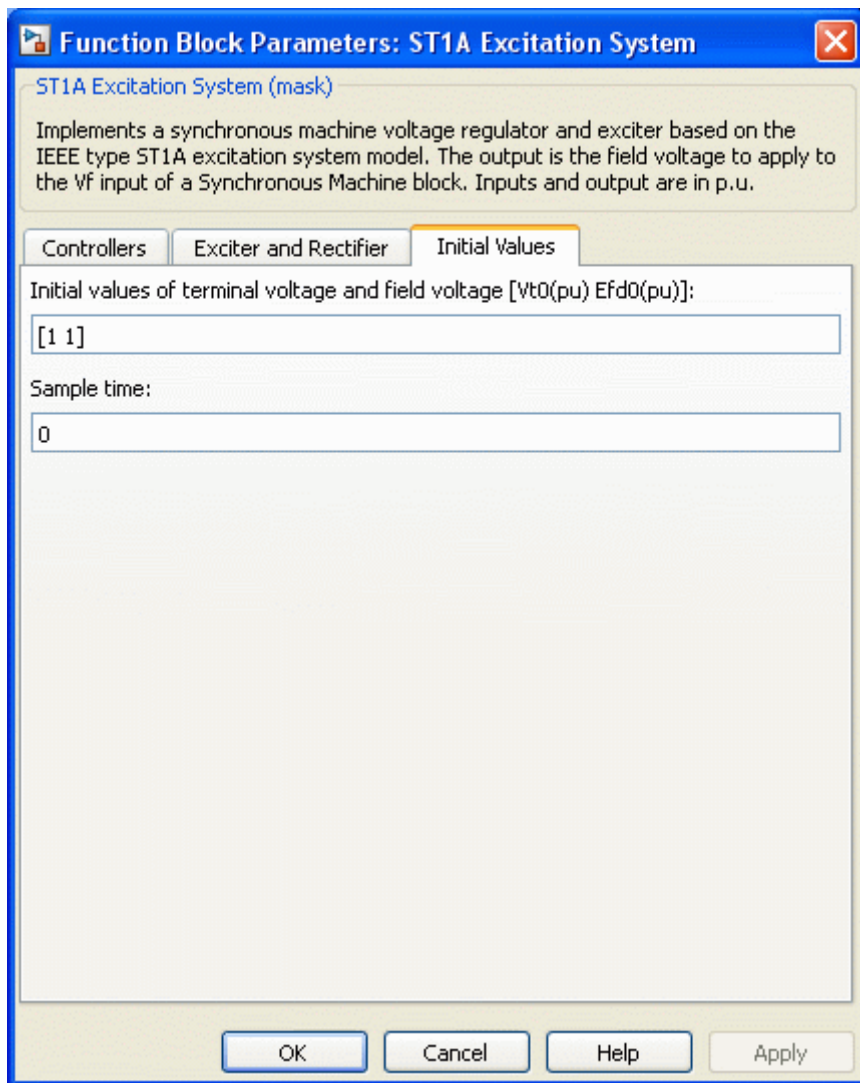 Function Block Parameters: ST1A Excitation System
ST1A Excitation System (mask)
Implements a synchronous machine voltage regulator and exciter based on the
IEEE type ST1A excitation system model. The output is the field voltage to apply to
the Vf input of a Synchronous Machine block. Inputs and output are in p.u.
Controllers Exciter and Rectifier Initial Values
Initial values of terminal voltage and field voltage [Vt0(pu) Efd0(pu)]:
[1 1]
Sample time:
0
OK Cancel Help Apply